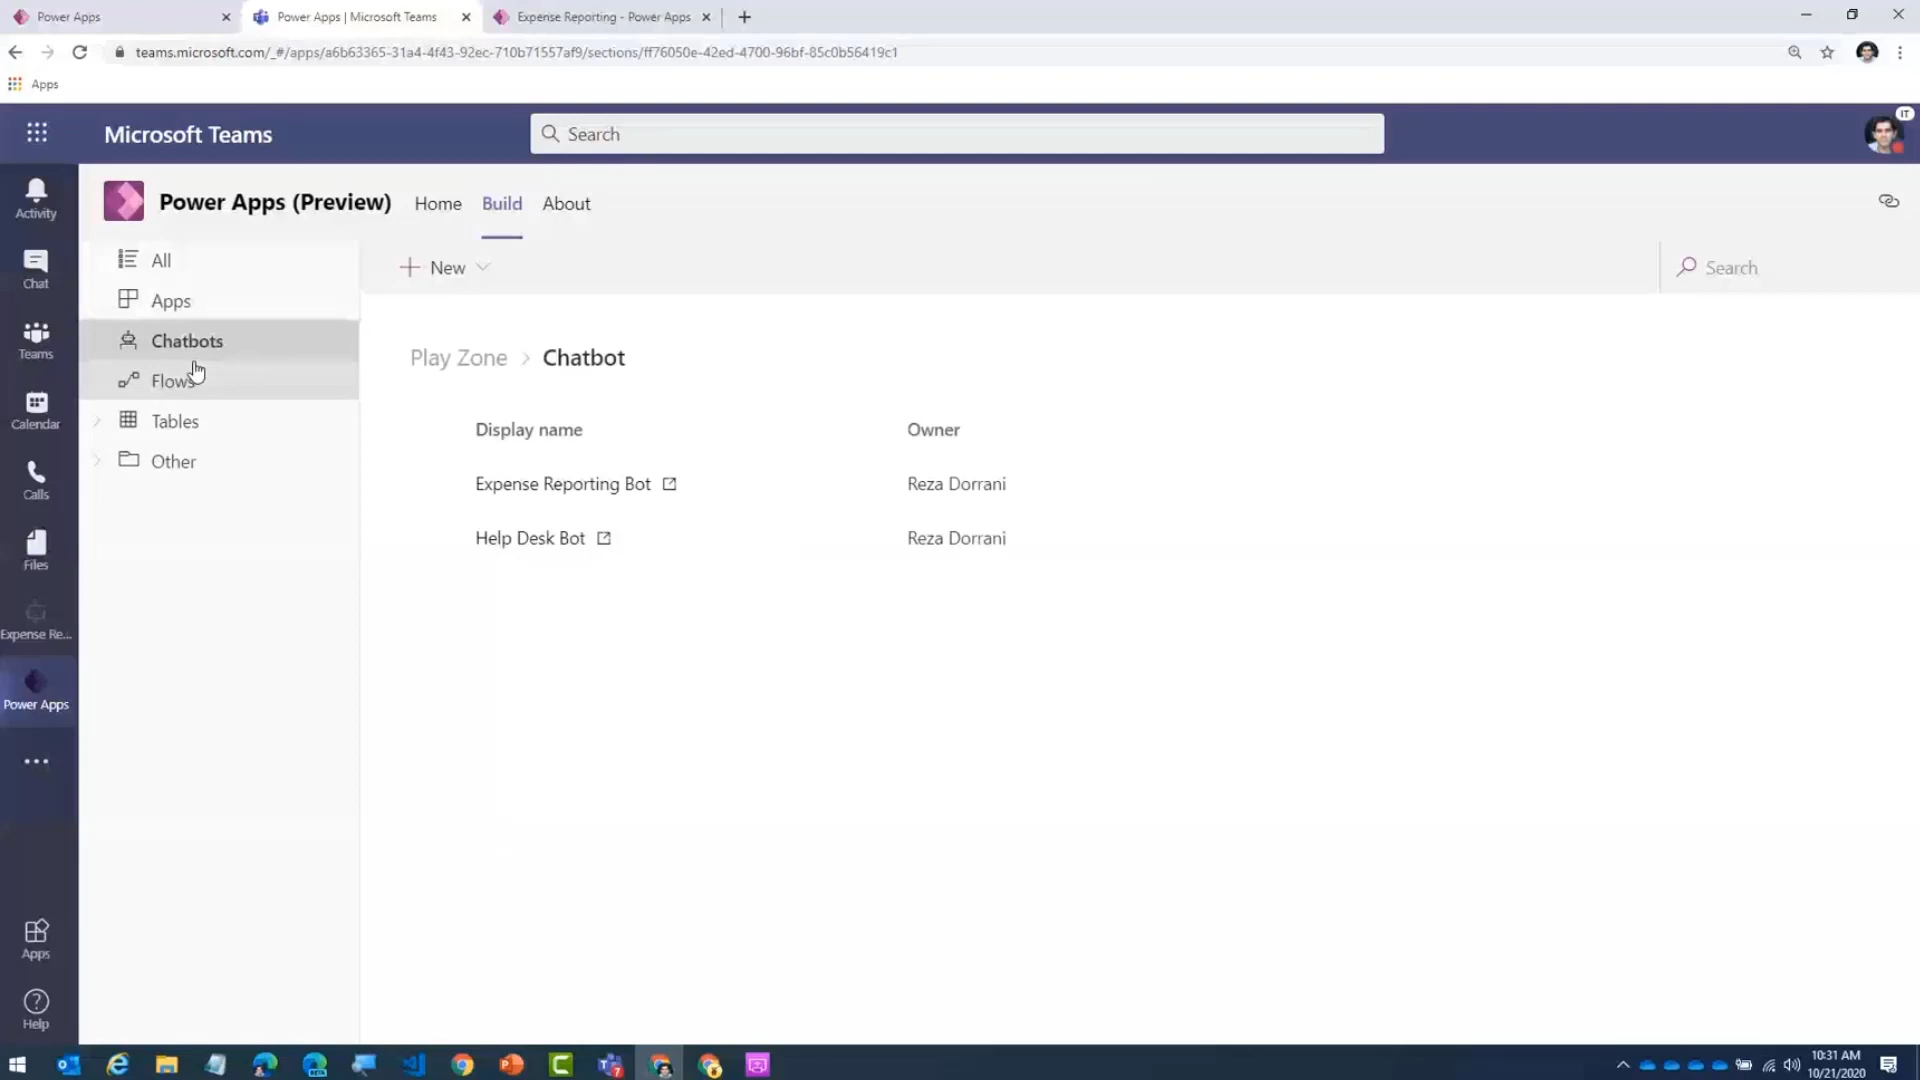 Power Apps
Power Apps | Microsoft Teams
Expense Reporting - Power Apps
teams.microsoft.com/_#/apps/a6b63365-31a4-4f43-92ec-710b71557af9/sections/ff76050e-42ed-4700-96bf-85c0b56419c1
Apps
Microsoft Teams
Search
IT
Activity
Chat
Teams
Calendar
Calls
Files
Expense Re...
Power Apps
Apps
Help
Power Apps (Preview)
Home
Build
About
All
Apps
Chatbots
Flows
Tables
Other
New
Search
Play Zone > Chatbot
Display name
Owner
Expense Reporting Bot
Reza Dorrani
Help Desk Bot
Reza Dorrani
10:31 AM
10/21/2020